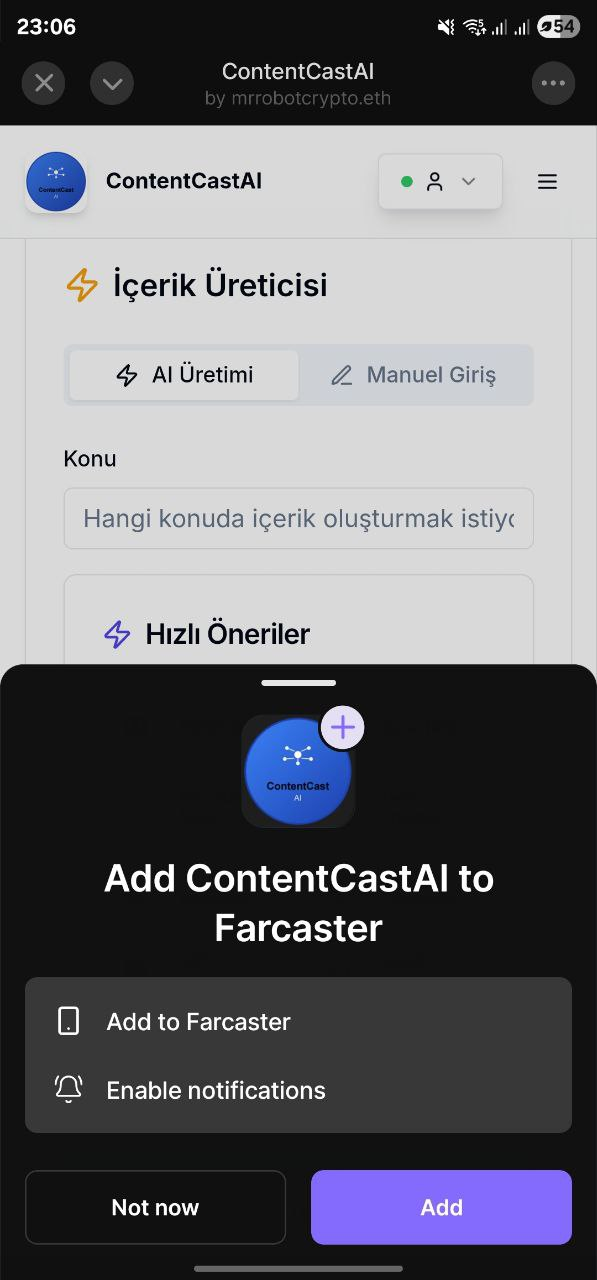 23:06
54
ContentCastAI
by mrrobotcrypto.eth
ContentCast
AI
ContentCastAI
İçerik Üreticisi
AI Üretimi
Manuel Giriş
Konu
Hangi konuda içerik oluşturmak istiyo
Hızlı Öneriler
ContentCast
AI
Add ContentCastAI to
Farcaster
Add to Farcaster
Enable notifications
Not now
Add